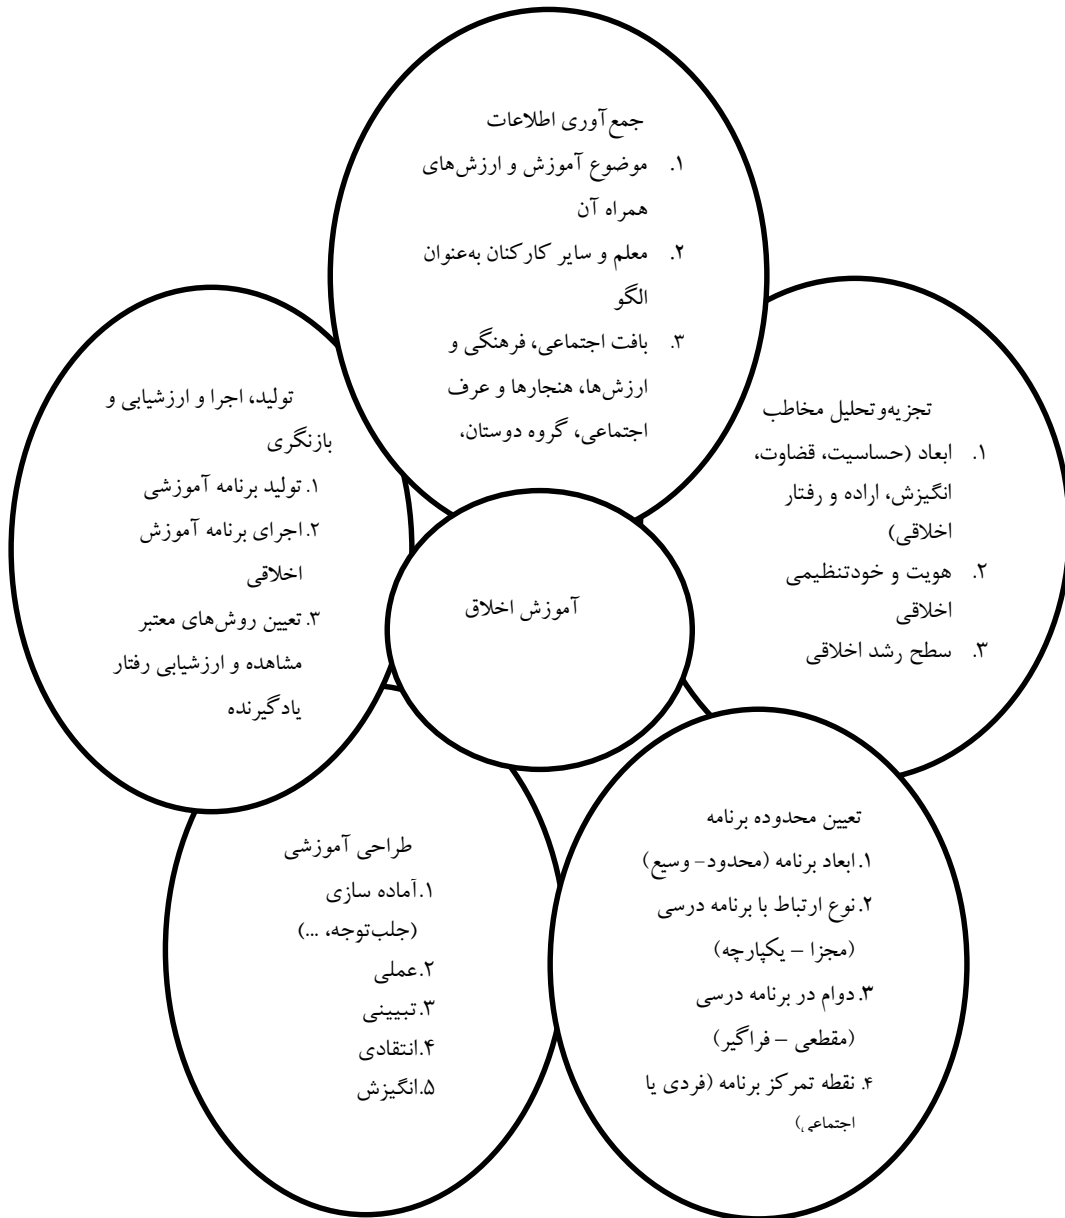 جمع‌آوری اطلاعات
۱. موضوع آموزش و ارزش‌های
همراه آن
۲. معلم و سایر کارکنان به‌عنوان
الگو
۳. بافت اجتماعی، فرهنگی و
ارزش‌ها، هنجارها و عرف
اجتماعی، گروه دوستان،
تجزیه‌وتحلیل مخاطب
۱. ابعاد (حساسیت، قضاوت،
انگیزش، اراده و رفتار
اخلاقی)
۲. هویت و خودتنظیمی
اخلاقی
۳. سطح رشد اخلاقی
تعیین محدوده برنامه
۱. ابعاد برنامه (محدود- وسیع)
۲. نوع ارتباط با برنامه درسی
(مجزا – یکپارچه)
۳. دوام در برنامه درسی
(مقطعی – فراگیر)
۴. نقطه تمرکز برنامه (فردی یا
اجتماعی)
طراحی آموزشی
۱.آماده سازی
(جلب‌توجه، ...)
۲.عملی
۳.تبیینی
۴.انتقادی
۵.انگیزش
تولید، اجرا و ارزشیابی و
بازنگری
۱. تولید برنامه آموزشی
۲.اجرای برنامه آموزش
اخلاقی
۳. تعیین روش‌های معتبر
مشاهده و ارزشیابی رفتار
یادگیرنده
آموزش اخلاق